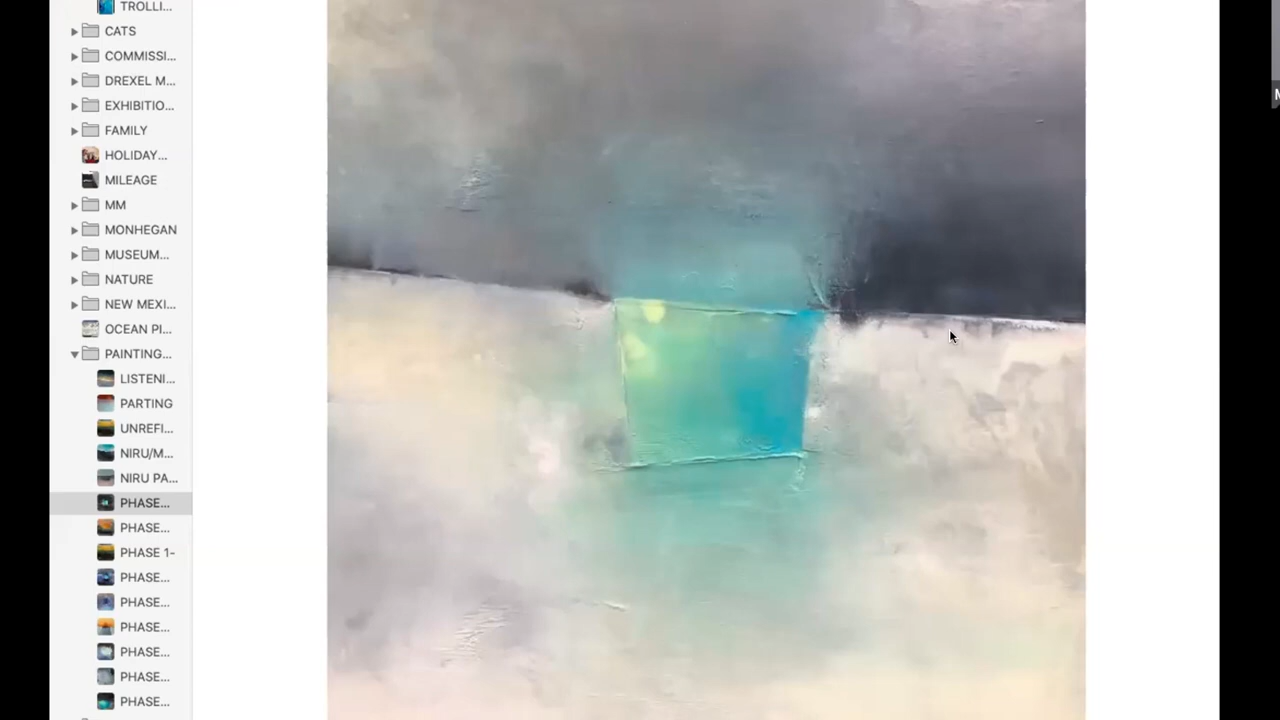 TROLLI...
CATS
COMMISSI...
DREXEL M...
EXHIBITIO...
FAMILY
HOLIDAY...
MILEAGE
MM
MONHEGAN
MUSEUM...
NATURE
NEW MEXI...
OCEAN PI...
PAINTING...
LISTENI...
PARTING
UNREFI...
NIRU/M...
NIRU PA...
PHASE...
PHASE...
PHASE 1-
PHASE...
PHASE...
PHASE...
PHASE...
PHASE...
PHASE...